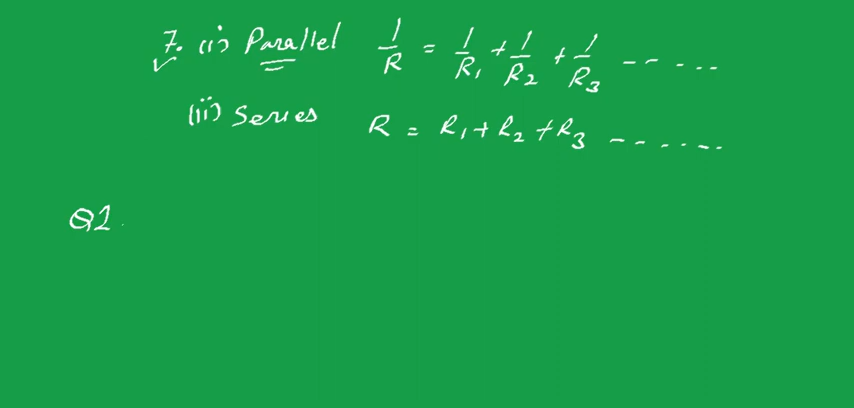 7. (i) Parallel 1/R = 1/R₁ + 1/R₂ + 1/R₃ -----
(ii) Series R = R₁ + R₂ + R₃ ------
Q2.